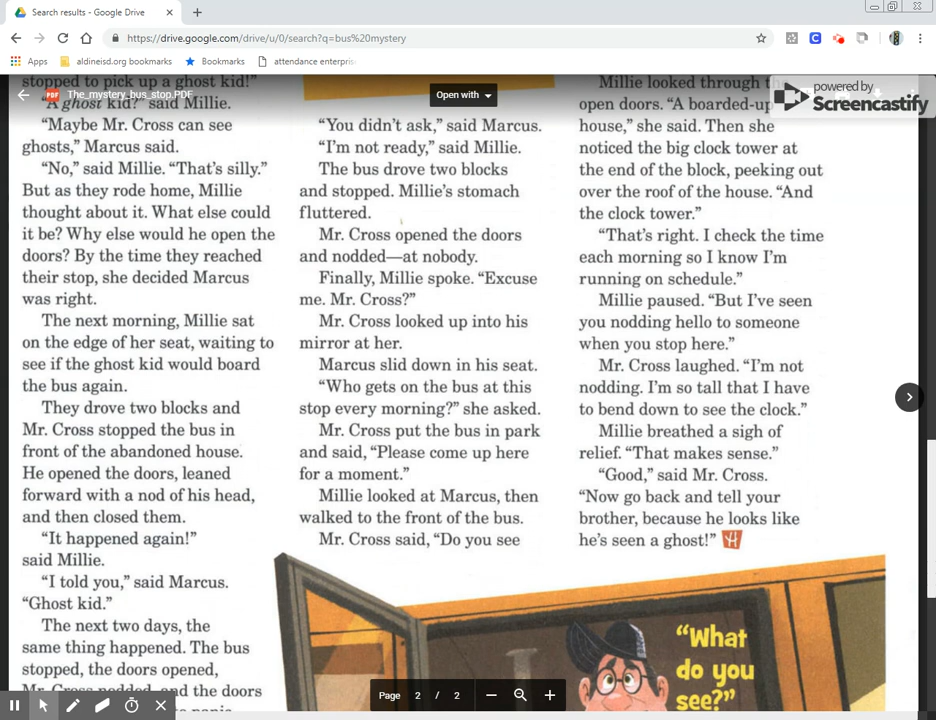 Search results - Google Drive
https://drive.google.com/drive/u/0/search?q=bus%20mystery
Apps
aldineisd.org bookmarks
Bookmarks
attendance enterpris
The_mystery_bus_stop.PDF
Open with
powered by
Screencastify
stopped to pick up a ghost kid!”
“A ghost kid?” said Millie.
“Maybe Mr. Cross can see
ghosts,” Marcus said.
“No,” said Millie. “That’s silly.”
But as they rode home, Millie
thought about it. What else could
it be? Why else would he open the
doors? By the time they reached
their stop, she decided Marcus
was right.
The next morning, Millie sat
on the edge of her seat, waiting to
see if the ghost kid would board
the bus again.
They drove two blocks and
Mr. Cross stopped the bus in
front of the abandoned house.
He opened the doors, leaned
forward with a nod of his head,
and then closed them.
“It happened again!”
said Millie.
“I told you,” said Marcus.
“Ghost kid.”
The next two days, the
same thing happened. The bus
stopped, the doors opened,
Mr. Cross nodded, and the doors
“You didn’t ask,” said Marcus.
“I’m not ready,” said Millie.
The bus drove two blocks
and stopped. Millie’s stomach
fluttered.
Mr. Cross opened the doors
and nodded—at nobody.
Finally, Millie spoke. “Excuse
me. Mr. Cross?”
Mr. Cross looked up into his
mirror at her.
Marcus slid down in his seat.
“Who gets on the bus at this
stop every morning?” she asked.
Mr. Cross put the bus in park
and said, “Please come up here
for a moment.”
Millie looked at Marcus, then
walked to the front of the bus.
Mr. Cross said, “Do you see
Millie looked through the
open doors. “A boarded-up
house,” she said. Then she
noticed the big clock tower at
the end of the block, peeking out
over the roof of the house. “And
the clock tower.”
“That’s right. I check the time
each morning so I know I’m
running on schedule.”
Millie paused. “But I’ve seen
you nodding hello to someone
when you stop here.”
Mr. Cross laughed. “I’m not
nodding. I’m so tall that I have
to bend down to see the clock.”
Millie breathed a sigh of
relief. “That makes sense.”
“Good,” said Mr. Cross.
“Now go back and tell your
brother, because he looks like
he’s seen a ghost!” H
“What
do you
see?”
Page 2 / 2